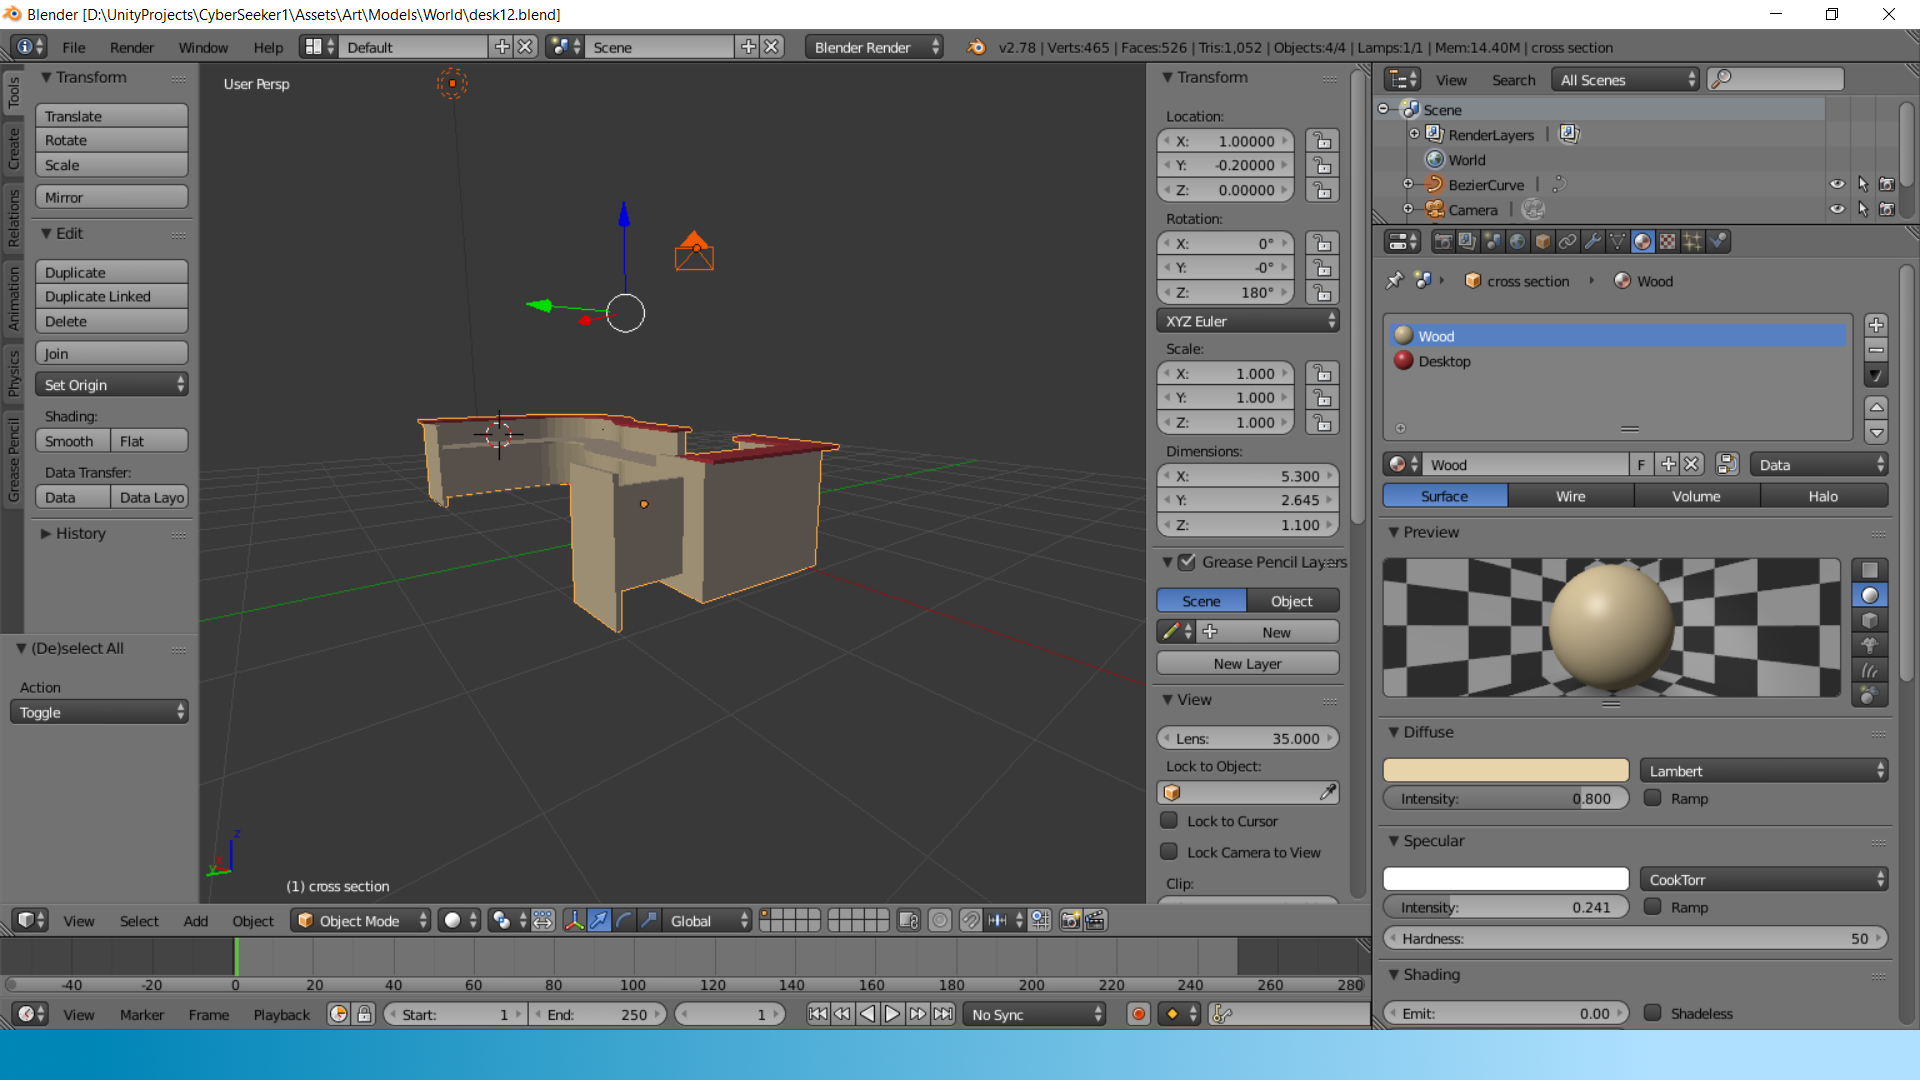 Blender [D:\UnityProjects\CyberSeeker1\Assets\Art\Models\World\desk12.blend]
File Render Window Help Default Scene Blender Render v2.78 | Verts:465 | Faces:526 | Tris:1,052 | Objects:4/4 | Lamps:1/1 | Mem:14.40M | cross section
Tools
Create
Relations
Animation
Physics
Grease Pencil
Transform
Translate
Rotate
Scale
Mirror
Edit
Duplicate
Duplicate Linked
Delete
Join
Set Origin
Shading:
Smooth Flat
Data Transfer:
Data Data Layo
History
(De)select All
Action
Toggle
User Persp
z
x
y
(1) cross section
Transform
Location:
X: 1.00000
Y: -0.20000
Z: 0.00000
Rotation:
X: 0°
Y: -0°
Z: 180°
XYZ Euler
Scale:
X: 1.000
Y: 1.000
Z: 1.000
Dimensions:
X: 5.300
Y: 2.645
Z: 1.100
Grease Pencil Layers
Scene Object
New
New Layer
View
Lens: 35.000
Lock to Object:
Lock to Cursor
Lock Camera to View
Clip:
View Search All Scenes
Scene
RenderLayers |
World
BezierCurve |
Camera |
cross section Wood
Wood
Desktop
Wood F Data
Surface Wire Volume Halo
Preview
Diffuse
Lambert
Intensity: 0.800 Ramp
Specular
CookTorr
Intensity: 0.241 Ramp
Hardness: 50
Shading
Emit: 0.00 Shadeless
View Select Add Object Object Mode Global
-40 -20 0 20 40 60 80 100 120 140 160 180 200 220 240 260 280
View Marker Frame Playback Start: 1 End: 250 1 No Sync